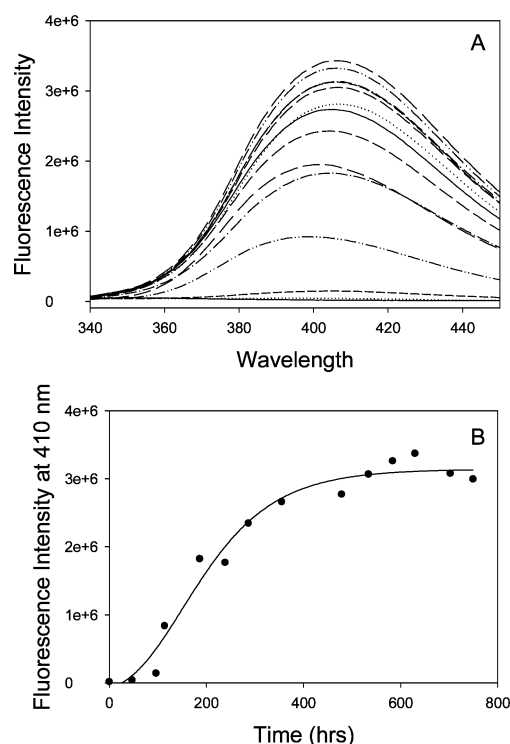 A
Fluorescence Intensity
4e+6
3e+6
2e+6
1e+6
0
340 360 380 400 420 440
Wavelength
B
Fluorescence Intensity at 410 nm
4e+6
3e+6
2e+6
1e+6
0
0 200 400 600 800
Time (hrs)